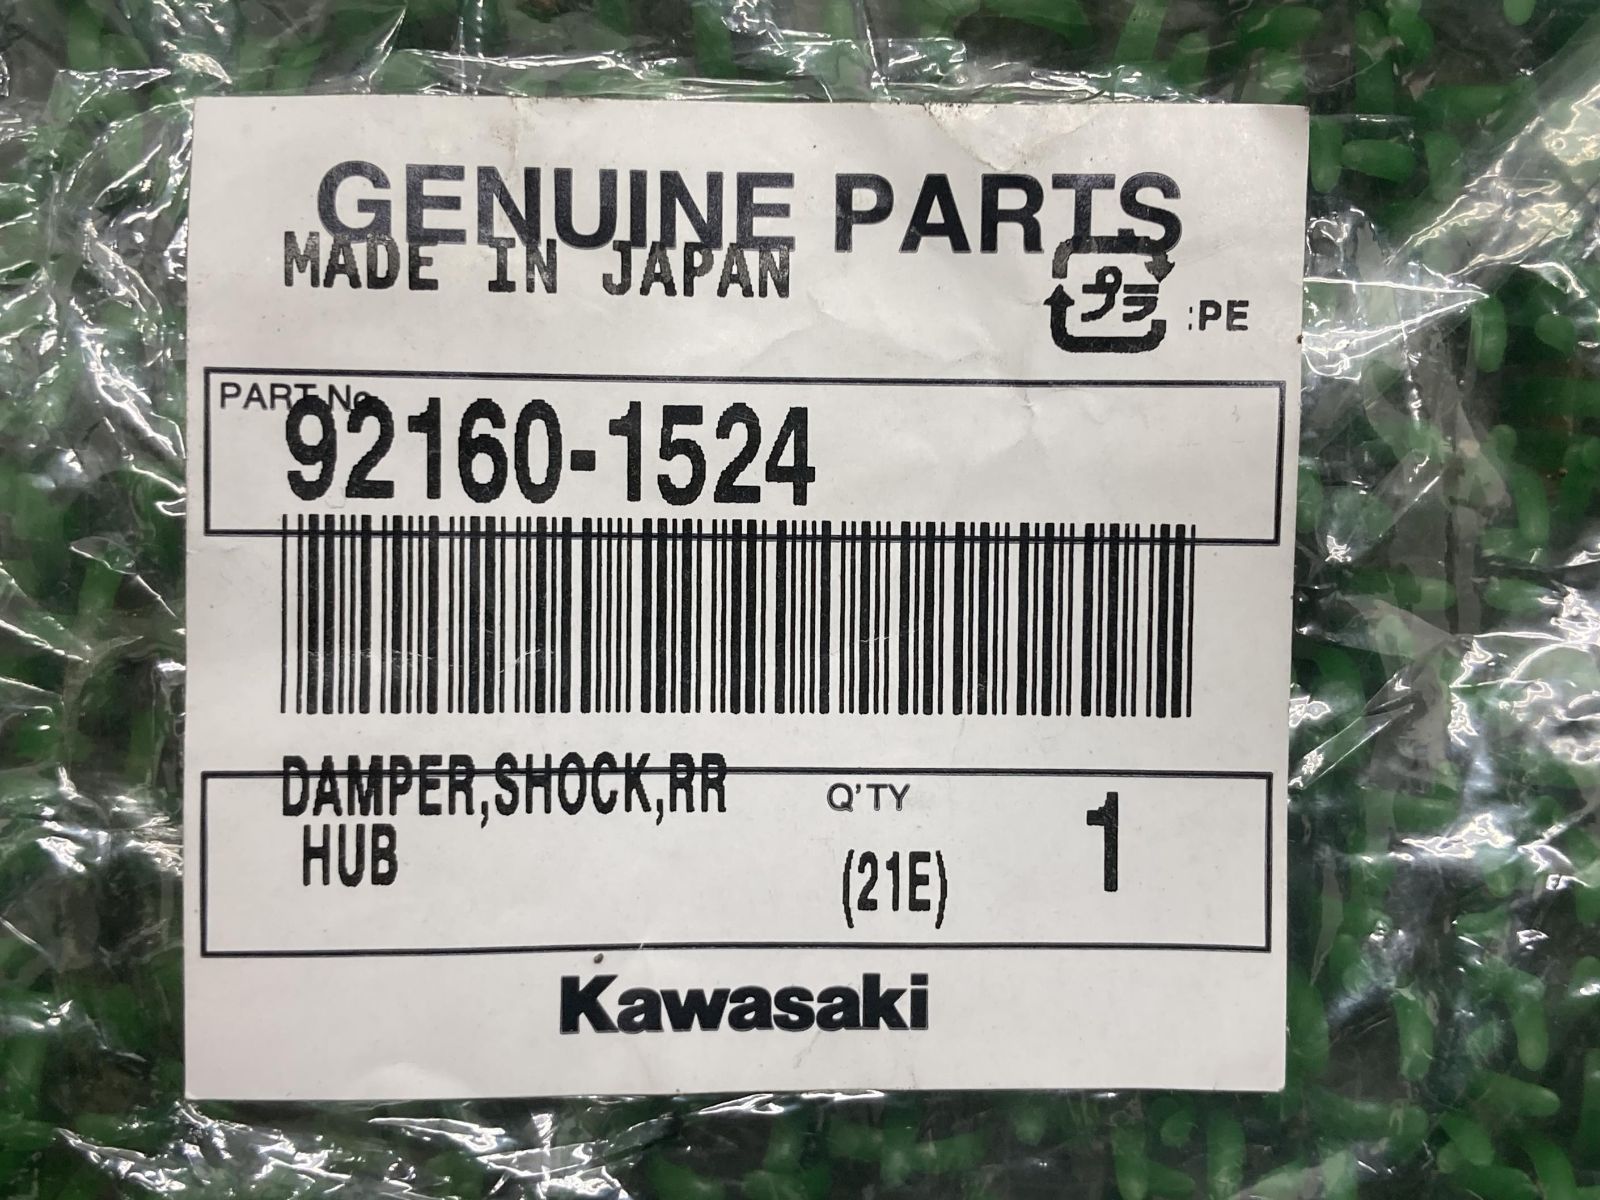 GENUINE PARTS
MADE IN JAPAN
プラ :PE
PART No.
92160-1524
DAMPER,SHOCK,RR
HUB
Q'TY
(21E)
1
Kawasaki